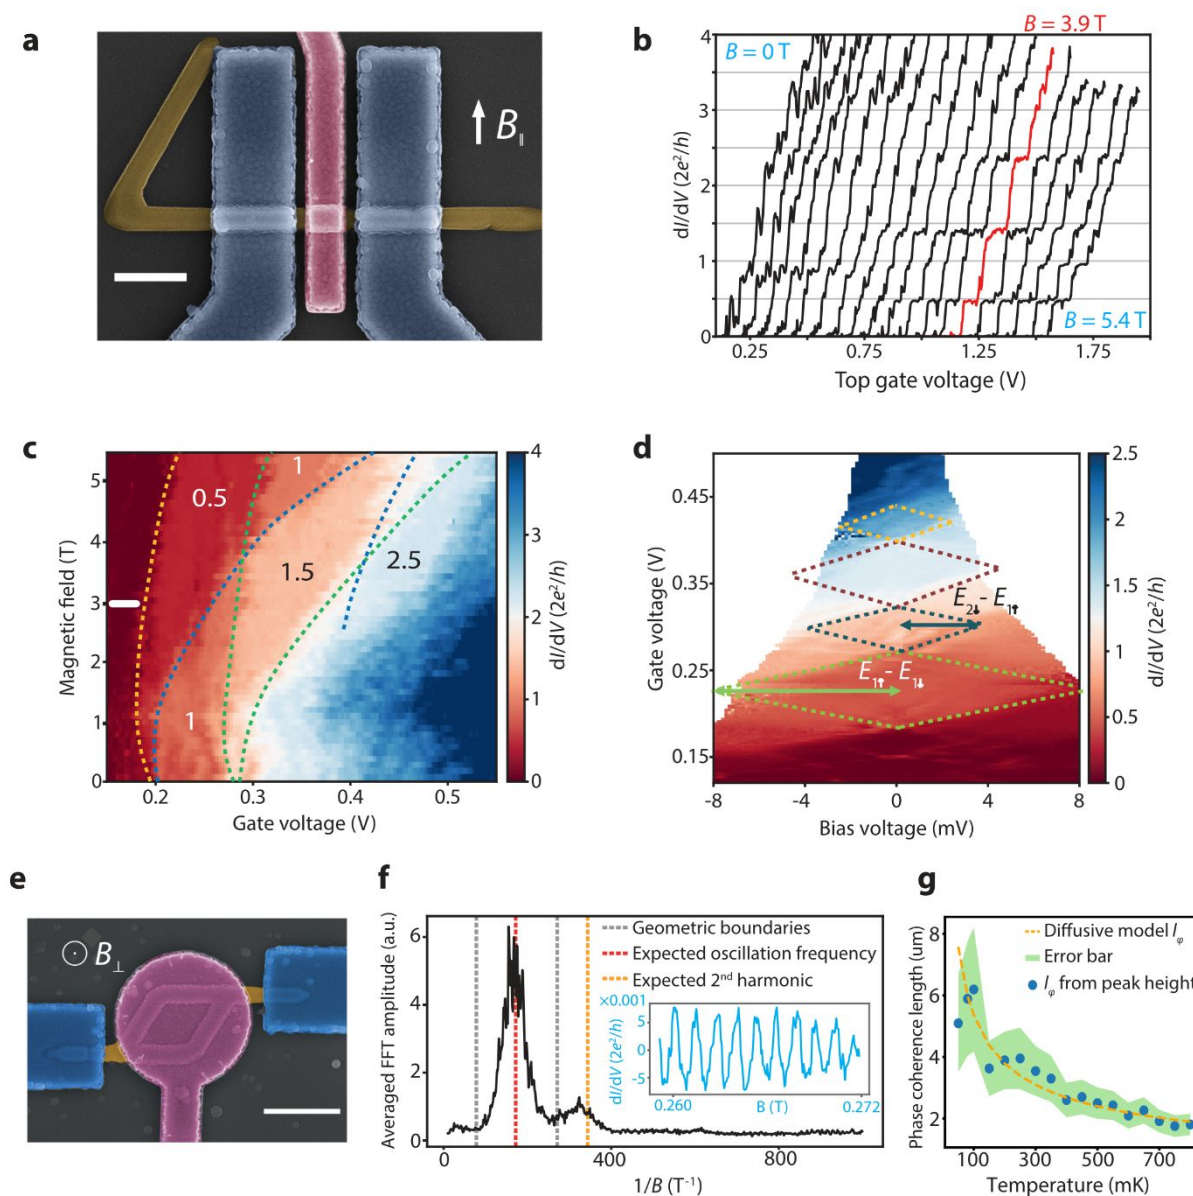 a
B∥
b
B = 0 T
B = 3.9 T
B = 5.4 T
dI/dV (2e²/h)
4
3
2
1
0
0.25
0.75
1.25
1.75
Top gate voltage (V)
c
Magnetic field (T)
5
4
3
2
1
0
0.5
1
1.5
2.5
1
0.2
0.3
0.4
0.5
Gate voltage (V)
4
3
2
1
0
dI/dV (2e²/h)
d
Gate voltage (V)
0.45
0.35
0.25
0.15
E2↓ - E1↑
E1↑ - E1↓
-8
-4
0
4
8
Bias voltage (mV)
2.5
2
1.5
1
0.5
0
dI/dV (2e²/h)
e
B⊥
f
Averaged FFT amplitude (a.u.)
6
4
2
0
Geometric boundaries
Expected oscillation frequency
Expected 2nd harmonic
×0.001
dI/dV (2e²/h)
5
0
-5
0.260
B (T)
0.272
0
400
800
1/B (T⁻¹)
g
Phase coherence length (um)
8
6
4
2
Diffusive model lφ
Error bar
lφ from peak height
100
300
500
700
Temperature (mK)